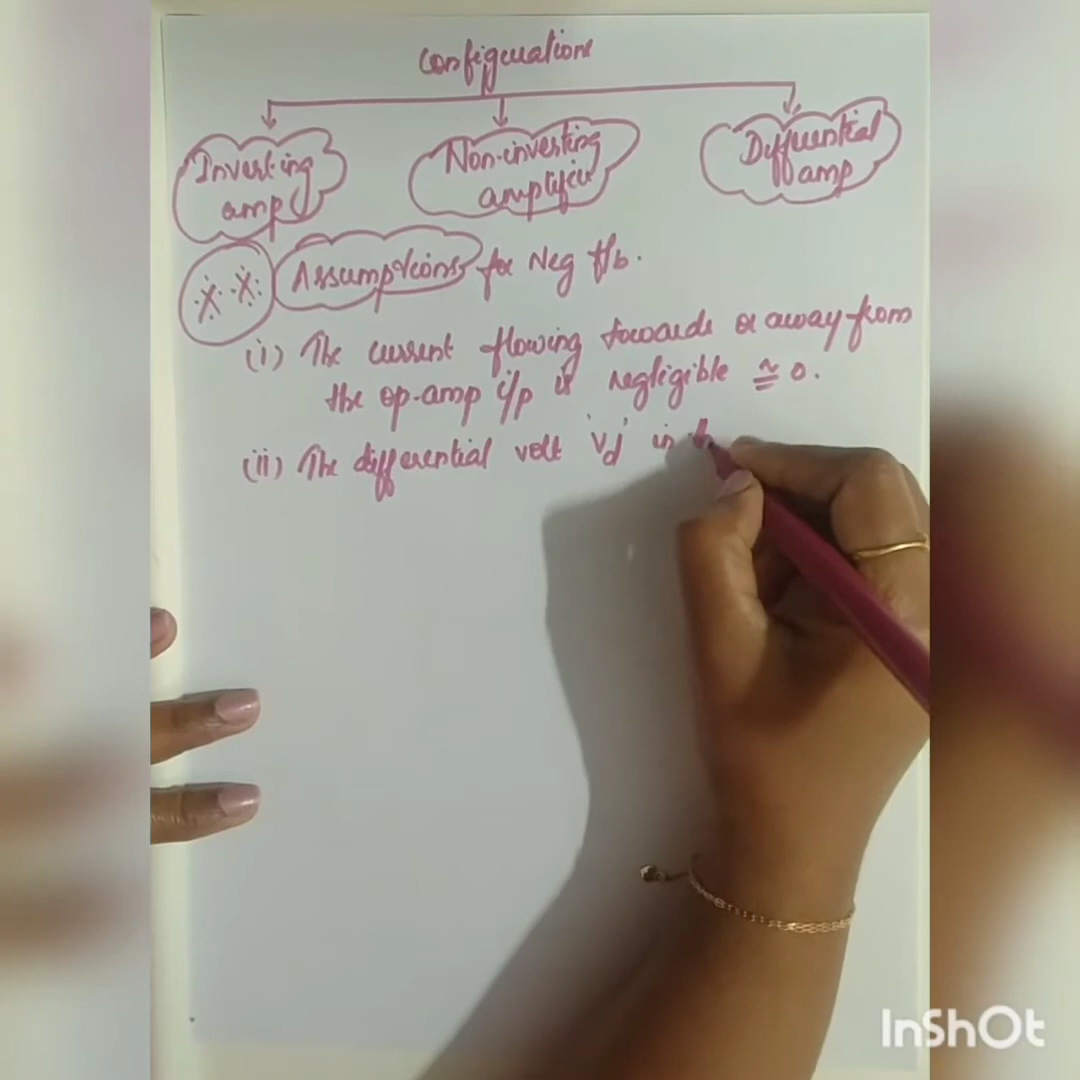 Configurations
Inverting
amp
Non-inverting
amplifier
Differential
amp
Assumptions for Neg f/b.
(i) The current flowing towards or away from
the op-amp i/p is negligible ≅ 0.
(ii) The differential volt 'Vd' in
InShOt